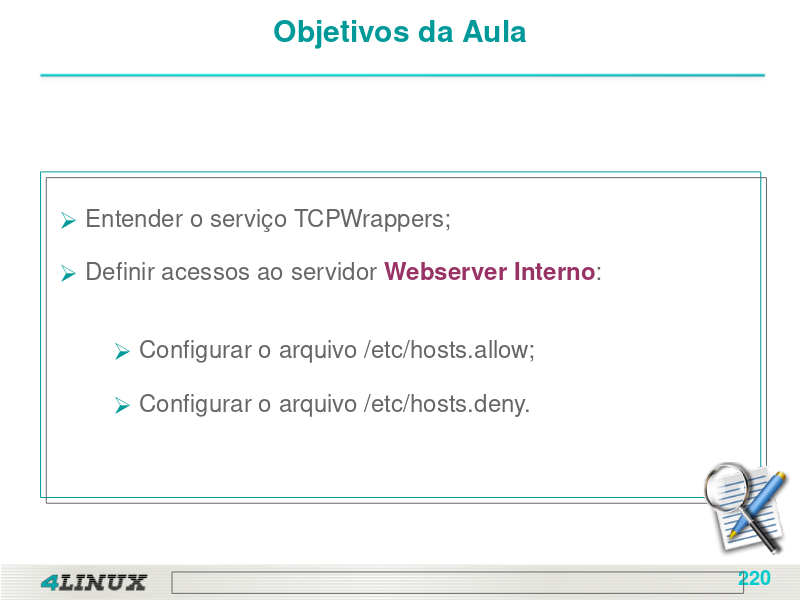 Objetivos da Aula
Entender o serviço TCPWrappers;
Definir acessos ao servidor Webserver Interno:
Configurar o arquivo /etc/hosts.allow;
Configurar o arquivo /etc/hosts.deny.
4LINUX
220